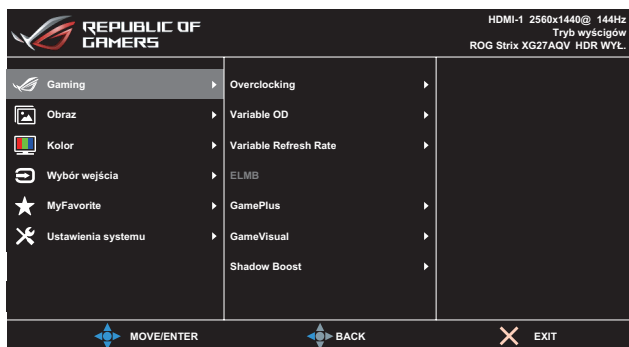 REPUBLIC OF
GAMERS
HDMI-1 2560x1440@ 144Hz
Tryb wyścigów
ROG Strix XG27AQV HDR WYŁ.
Gaming
Obraz
Kolor
Wybór wejścia
MyFavorite
Ustawienia systemu
Overclocking
Variable OD
Variable Refresh Rate
ELMB
GamePlus
GameVisual
Shadow Boost
MOVE/ENTER
BACK
EXIT